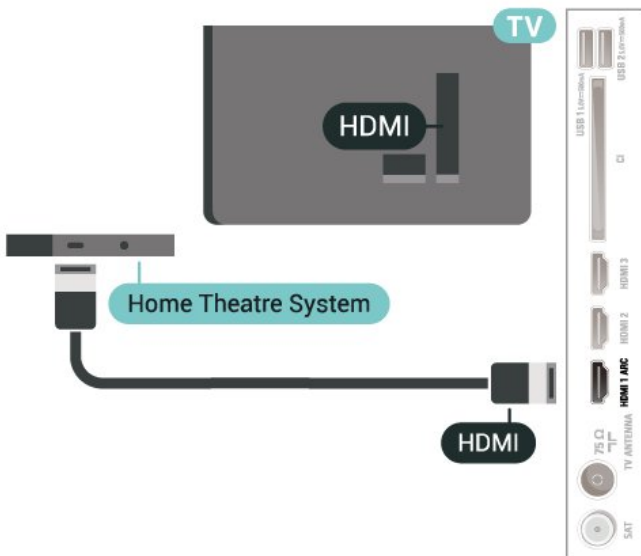 TV
HDMI
Home Theatre System
HDMI
USB 2
USB 1
CI
HDMI 3
HDMI 2
HDMI 1 ARC
75 Ω
TV ANTENNA
SAT